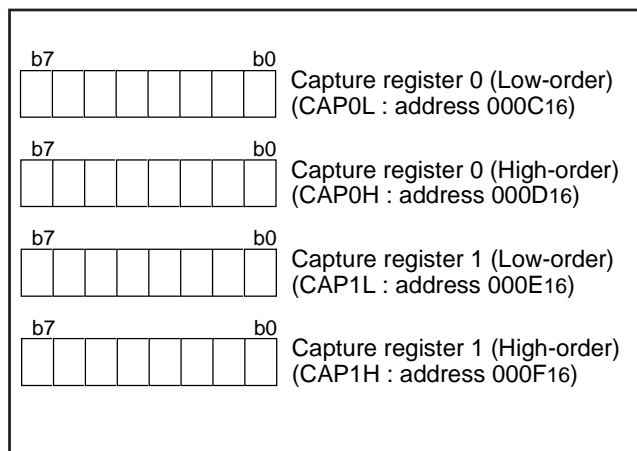 b7 b0
Capture register 0 (Low-order)
(CAP0L : address 000C16)
b7 b0
Capture register 0 (High-order)
(CAP0H : address 000D16)
b7 b0
Capture register 1 (Low-order)
(CAP1L : address 000E16)
b7 b0
Capture register 1 (High-order)
(CAP1H : address 000F16)